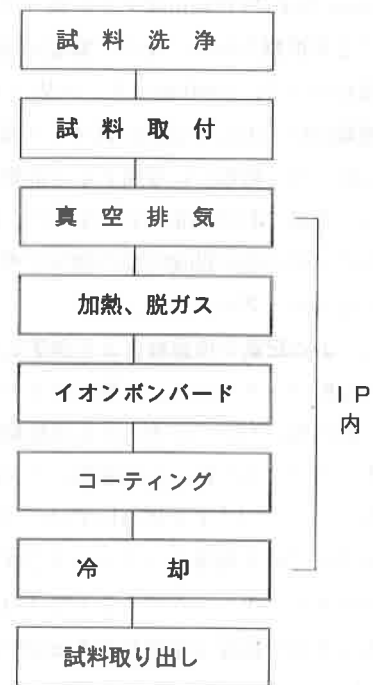 試料洗浄
試料取付
真空排気
加熱、脱ガス
イオンボンバード
コーティング
冷却
試料取り出し
IP
内